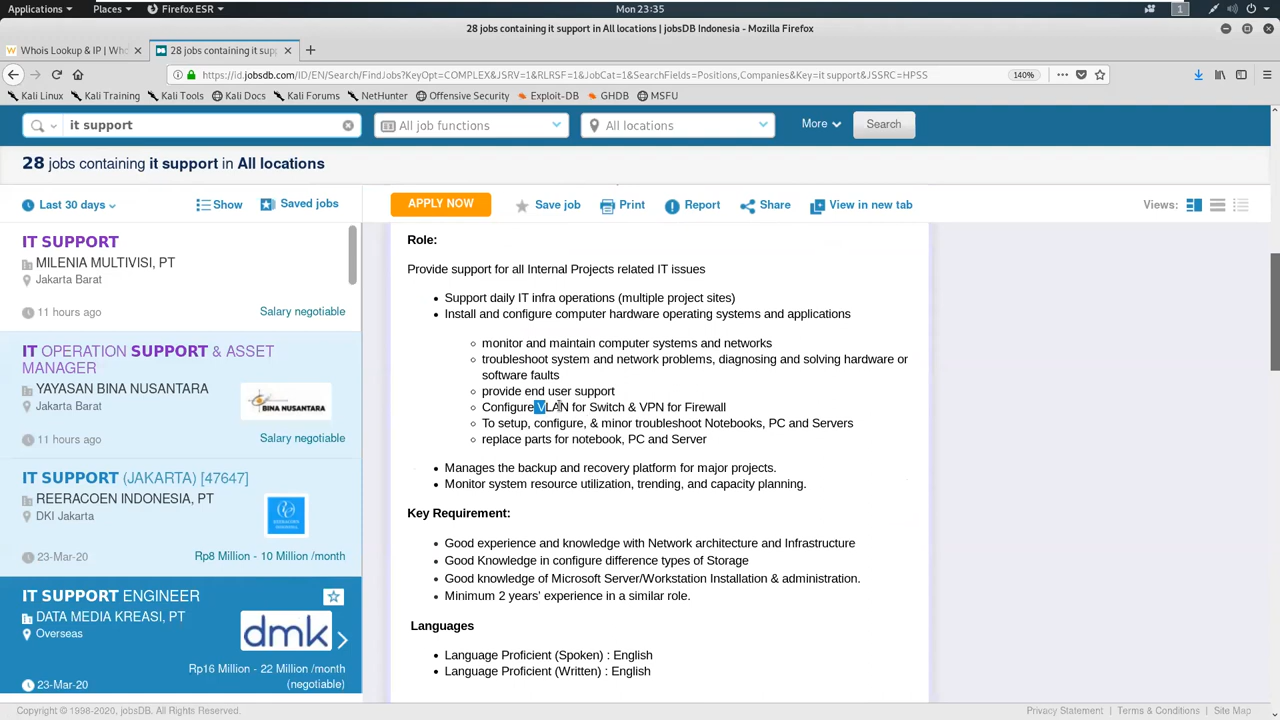 Applications Places Firefox ESR Mon 23:35 1
28 jobs containing it support in All locations | jobsDB Indonesia - Mozilla Firefox
Whois Lookup & IP | Who 28 jobs containing it supp
https://id.jobsdb.com/ID/EN/Search/FindJobs?KeyOpt=COMPLEX&JSRV=1&RLRSF=1&JobCat=1&SearchFields=Positions,Companies&Key=it support&JSSRC=HPSS 140%
Kali Linux Kali Training Kali Tools Kali Docs Kali Forums NetHunter Offensive Security Exploit-DB GHDB MSFU
it support All job functions All locations More Search
28 jobs containing it support in All locations
Last 30 days Show Saved jobs APPLY NOW Save job Print Report Share View in new tab Views:
IT SUPPORT
MILENIA MULTIVISI, PT
Jakarta Barat
11 hours ago Salary negotiable
IT OPERATION SUPPORT & ASSET
MANAGER
YAYASAN BINA NUSANTARA
BINA NUSANTARA
Jakarta Barat
11 hours ago Salary negotiable
IT SUPPORT (JAKARTA) [47647]
REERACOEN INDONESIA, PT
DKI Jakarta
23-Mar-20 Rp8 Million - 10 Million /month
IT SUPPORT ENGINEER
DATA MEDIA KREASI, PT
dmk
Overseas
Rp16 Million - 22 Million /month
23-Mar-20 (negotiable)
Role:
Provide support for all Internal Projects related IT issues
Support daily IT infra operations (multiple project sites)
Install and configure computer hardware operating systems and applications
monitor and maintain computer systems and networks
troubleshoot system and network problems, diagnosing and solving hardware or
software faults
provide end user support
Configure VLAN for Switch & VPN for Firewall
To setup, configure, & minor troubleshoot Notebooks, PC and Servers
replace parts for notebook, PC and Server
Manages the backup and recovery platform for major projects.
Monitor system resource utilization, trending, and capacity planning.
Key Requirement:
Good experience and knowledge with Network architecture and Infrastructure
Good Knowledge in configure difference types of Storage
Good knowledge of Microsoft Server/Workstation Installation & administration.
Minimum 2 years' experience in a similar role.
Languages
Language Proficient (Spoken) : English
Language Proficient (Written) : English
Copyright © 1998-2020, jobsDB. All Rights Reserved. Privacy Statement | Terms & Conditions | Site Map